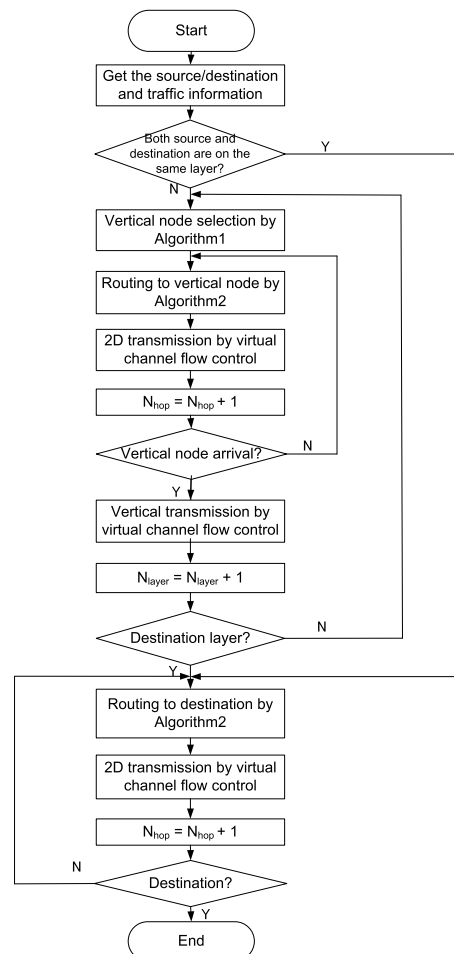 Start
Get the source/destination
and traffic information
Both source and
destination are on the
same layer?
Y
N
Vertical node selection by
Algorithm1
Routing to vertical node by
Algorithm2
2D transmission by virtual
channel flow control
Nhop = Nhop + 1
Vertical node arrival?
N
Y
Vertical transmission by
virtual channel flow control
Nlayer = Nlayer + 1
Destination layer?
N
Y
Routing to destination by
Algorithm2
2D transmission by virtual
channel flow control
Nhop = Nhop + 1
N
Destination?
Y
End